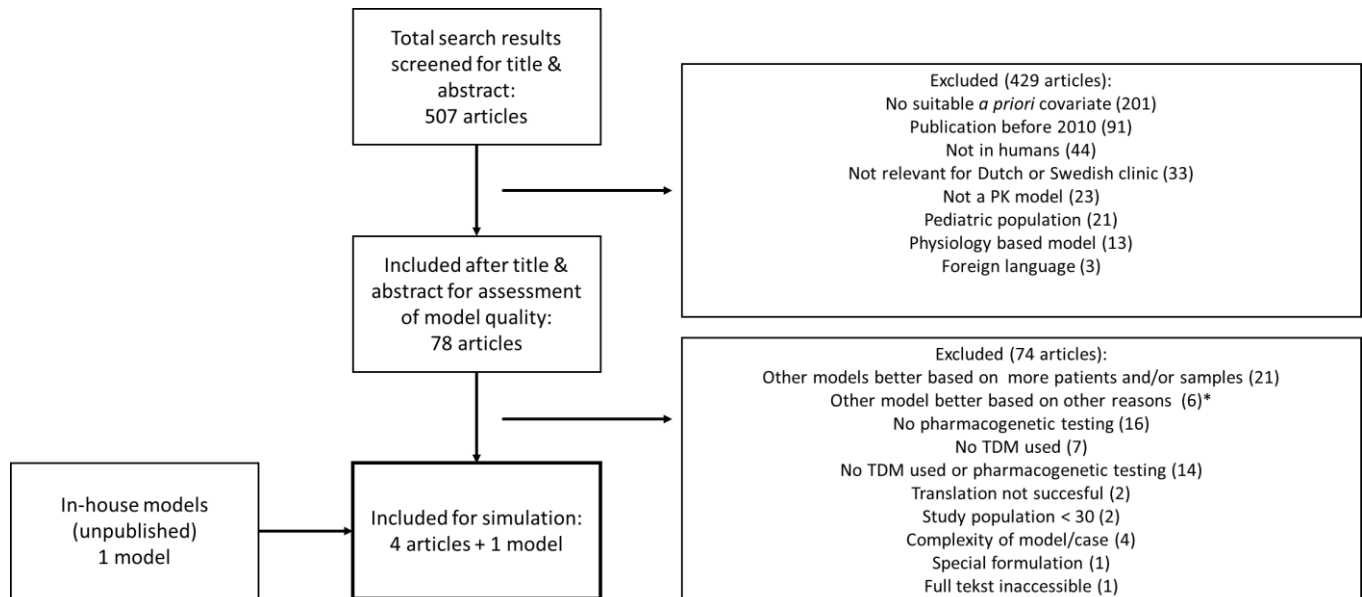 Total search results
screened for title &
abstract:
507 articles
Excluded (429 articles):
No suitable a priori covariate (201)
Publication before 2010 (91)
Not in humans (44)
Not relevant for Dutch or Swedish clinic (33)
Not a PK model (23)
Pediatric population (21)
Physiology based model (13)
Foreign language (3)
Included after title &
abstract for assessment
of model quality:
78 articles
Excluded (74 articles):
Other models better based on more patients and/or samples (21)
Other model better based on other reasons (6)*
No pharmacogenetic testing (16)
No TDM used (7)
No TDM used or pharmacogenetic testing (14)
Translation not succesful (2)
Study population < 30 (2)
Complexity of model/case (4)
Special formulation (1)
Full tekst inaccessible (1)
In-house models
(unpublished)
1 model
Included for simulation:
4 articles + 1 model